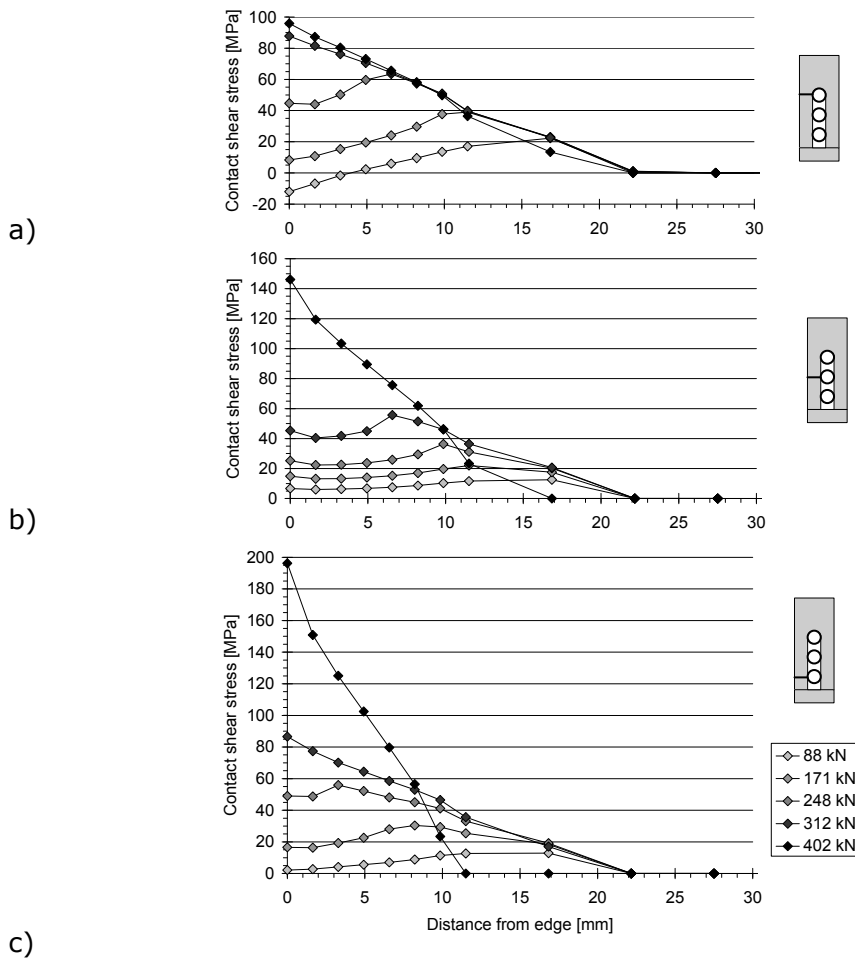 Contact shear stress [MPa]
100
80
60
40
20
0
-20
0 5 10 15 20 25 30
a)
Contact shear stress [MPa]
160
140
120
100
80
60
40
20
0
0 5 10 15 20 25 30
b)
Contact shear stress [MPa]
200
180
160
140
120
100
80
60
40
20
0
0 5 10 15 20 25 30
Distance from edge [mm]
88 kN
171 kN
248 kN
312 kN
402 kN
c)